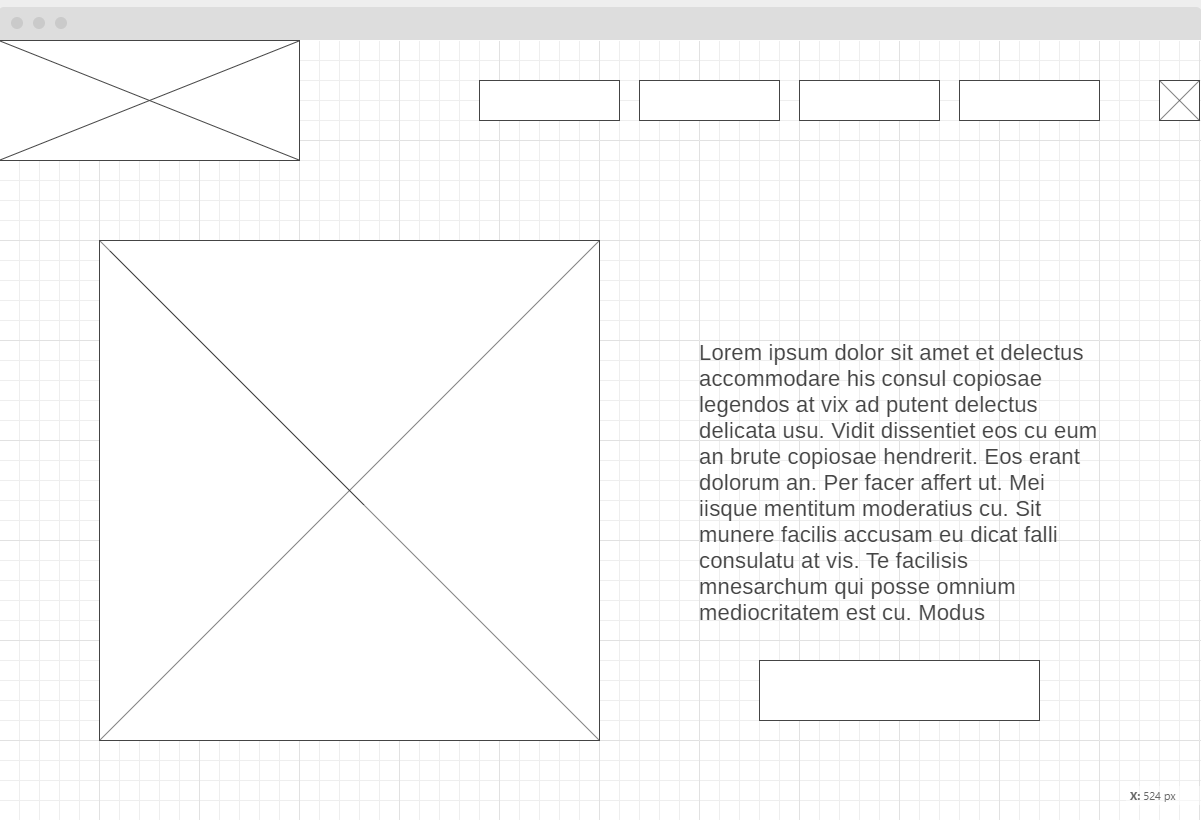 Lorem ipsum dolor sit amet et delectus
accommodare his consul copiosae
legendos at vix ad putent delectus
delicata usu. Vidit dissentiet eos cu eum
an brute copiosae hendrerit. Eos erant
dolorum an. Per facer affert ut. Mei
iisque mentitum moderatius cu. Sit
munere facilis accusam eu dicat falli
consulatu at vis. Te facilisis
mnesarchum qui posse omnium
mediocritatem est cu. Modus
X: 524 px